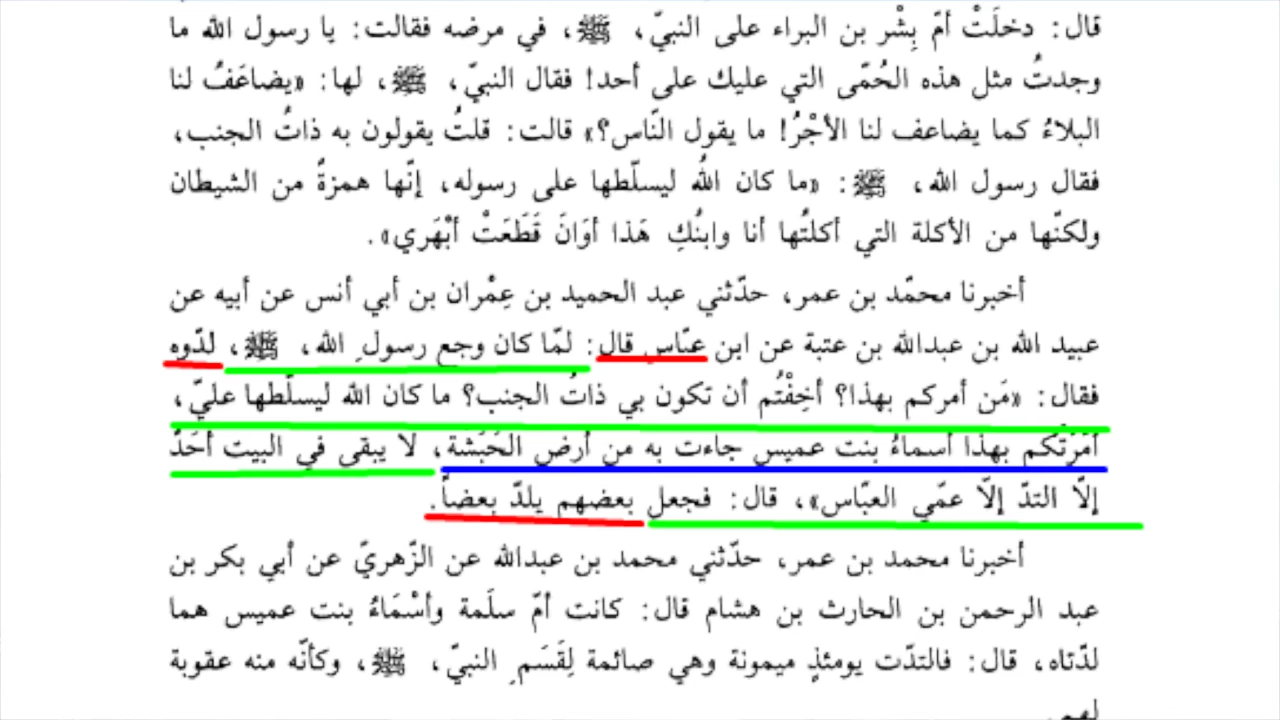 قال: دخلَتْ أمّ بِشْر بن البراء على النبيّ، ﷺ، في مرضه فقالت: يا رسول الله ما
وجدتُ مثل هذه الحُمّى التي عليك على أحد! فقال النبيّ، ﷺ، لها: «يضاعَفُ لنا
البلاءُ كما يضاعف لنا الأجْرُ! ما يقول النّاس؟» قالت: قلتُ يقولون به ذاتُ الجنب،
فقال رسول الله، ﷺ: «ما كان اللهُ ليسلّطها على رسوله، إنّها همزةٌ من الشيطان
ولكنّها من الأكلة التي أكلتُها أنا وابنُكِ هَذا أوَانَ قَطَعَتْ أبْهَري».
أخبرنا محمّد بن عمر، حدّثني عبد الحميد بن عِمْران بن أبي أنس عن أبيه عن
عبيد الله بن عبدالله بن عتبة عن ابن عبّاس قال: لمّا كان وجع رسولِ الله، ﷺ، لدّوه
فقال: «مَن أمركم بهذا؟ أخِفْتُم أن تكون بي ذاتُ الجنب؟ ما كان الله ليسلّطها عليّ،
أمَرَتكم بهذا أسماءُ بنت عميس جاءت به من أرض الحَبَشة، لا يبقى في البيت أحَدٌ
إلّا التدّ إلّا عمّي العبّاس»، قال: فجعل بعضهم يلدّ بعضاً.
أخبرنا محمد بن عمر، حدّثني محمد بن عبدالله عن الزّهريّ عن أبي بكر بن
عبد الرحمن بن الحارث بن هشام قال: كانت أمّ سلَمة وأسْمَاءُ بنت عميس هما
لدّتاه، قال: فالتدّت يومئذٍ ميمونة وهي صائمة لِقَسَمِ النبيّ، ﷺ، وكأنّه منه عقوبة
لهم.